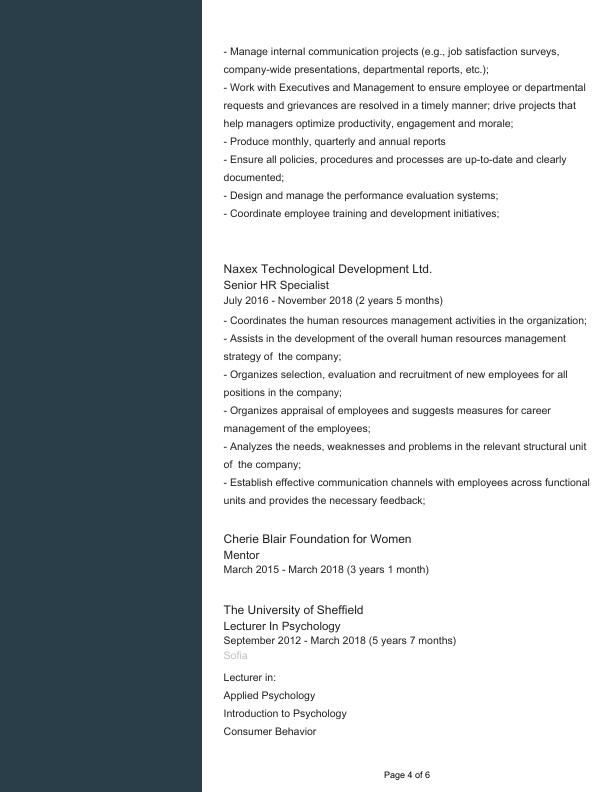 - Manage internal communication projects (e.g., job satisfaction surveys,
company-wide presentations, departmental reports, etc.);
- Work with Executives and Management to ensure employee or departmental
requests and grievances are resolved in a timely manner; drive projects that
help managers optimize productivity, engagement and morale;
- Produce monthly, quarterly and annual reports
- Ensure all policies, procedures and processes are up-to-date and clearly
documented;
- Design and manage the performance evaluation systems;
- Coordinate employee training and development initiatives;
Naxex Technological Development Ltd.
Senior HR Specialist
July 2016 - November 2018 (2 years 5 months)
- Coordinates the human resources management activities in the organization;
- Assists in the development of the overall human resources management
strategy of  the company;
- Organizes selection, evaluation and recruitment of new employees for all
positions in the company;
- Organizes appraisal of employees and suggests measures for career
management of the employees;
- Analyzes the needs, weaknesses and problems in the relevant structural unit
of  the company;
- Establish effective communication channels with employees across functional
units and provides the necessary feedback;
Cherie Blair Foundation for Women
Mentor
March 2015 - March 2018 (3 years 1 month)
The University of Sheffield
Lecturer In Psychology
September 2012 - March 2018 (5 years 7 months)
Sofia
Lecturer in:
Applied Psychology
Introduction to Psychology
Consumer Behavior
Page 4 of 6